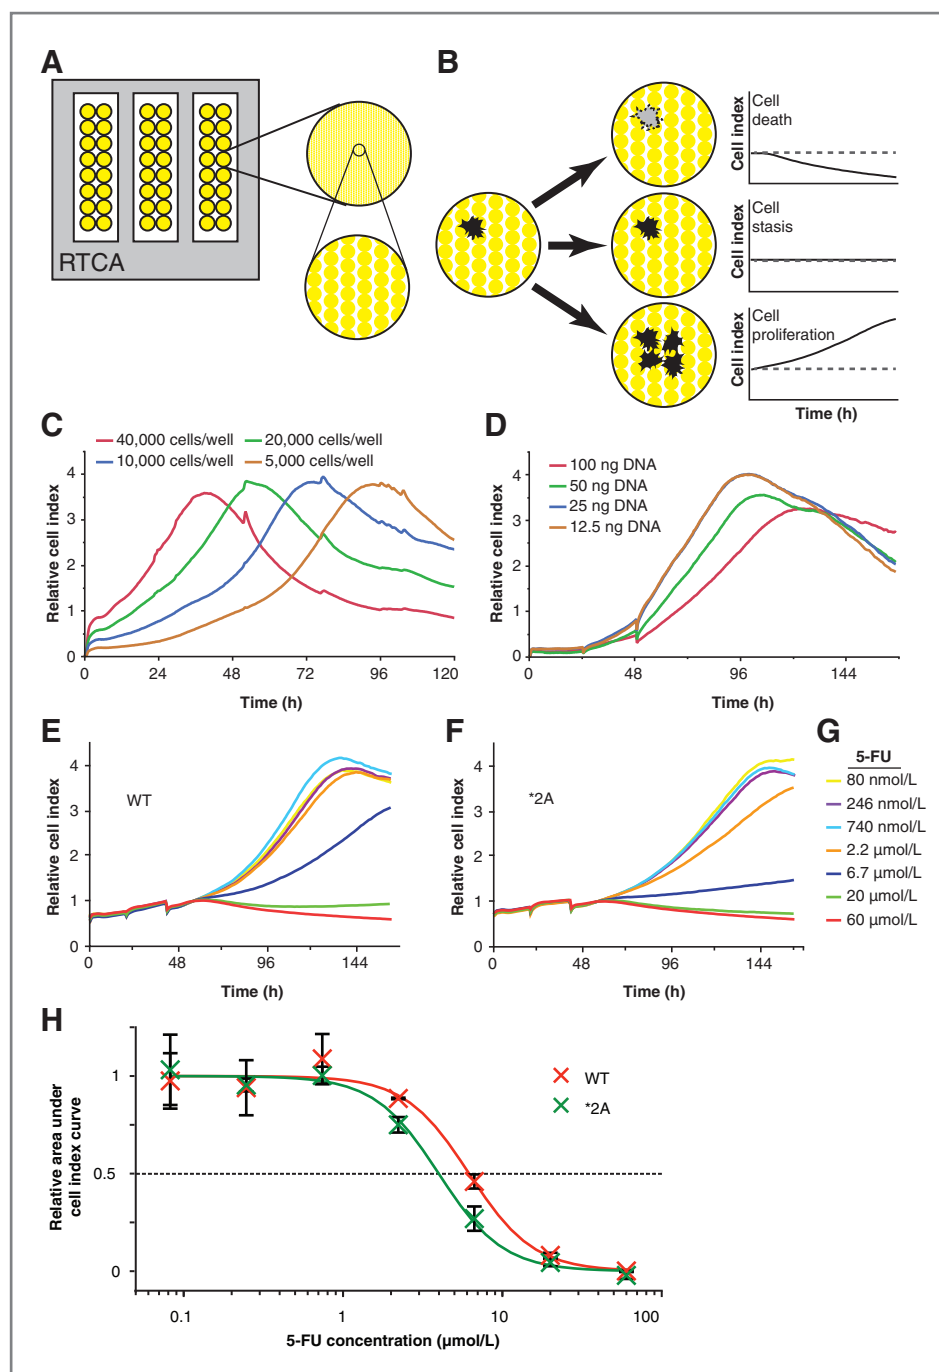 A
RTCA
B
Cell index
Cell
death
Cell index
Cell
stasis
Cell index
Cell
proliferation
Time (h)
C
40,000 cells/well
20,000 cells/well
10,000 cells/well
5,000 cells/well
Relative cell index
4
3
2
1
0
0 24 48 72 96 120
Time (h)
D
100 ng DNA
50 ng DNA
25 ng DNA
12.5 ng DNA
Relative cell index
4
3
2
1
0
0 48 96 144
Time (h)
E
WT
Relative cell index
4
3
2
1
0
0 48 96 144
Time (h)
F
*2A
Relative cell index
4
3
2
1
0
0 48 96 144
Time (h)
G
5-FU
80 nmol/L
246 nmol/L
740 nmol/L
2.2 µmol/L
6.7 µmol/L
20 µmol/L
60 µmol/L
H
WT
*2A
Relative area under
cell index curve
1
0.5
0
0.1 1 10 100
5-FU concentration (µmol/L)